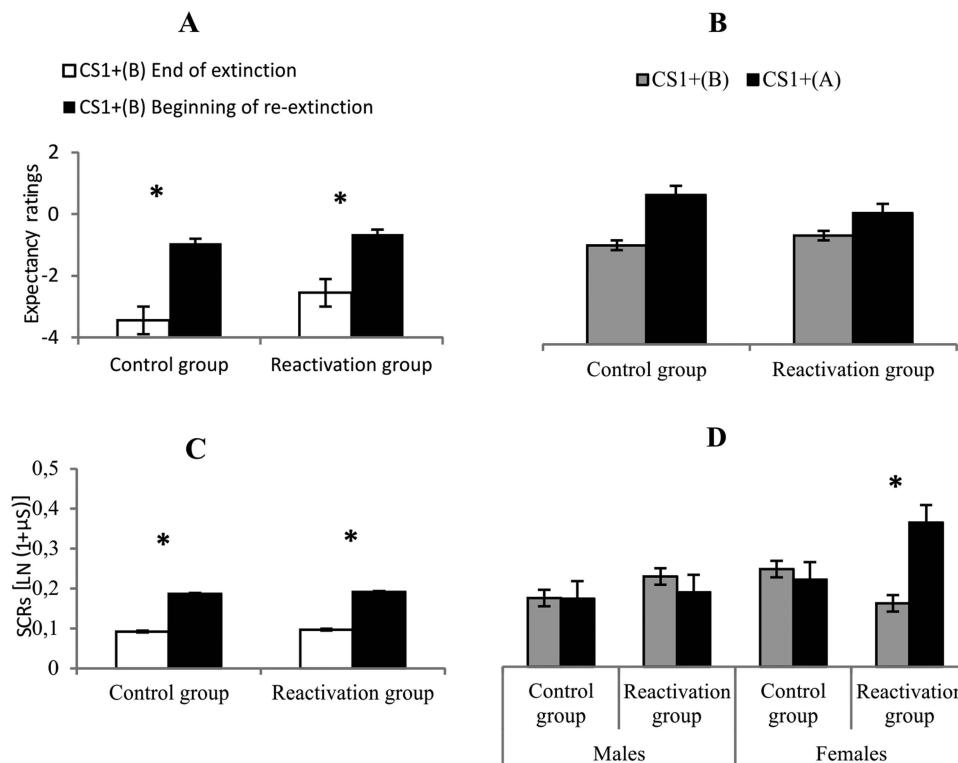 A
CS1+(B) End of extinction
CS1+(B) Beginning of re-extinction
Expectancy ratings
2
0
-2
-4
*
*
Control group
Reactivation group
B
CS1+(B)
CS1+(A)
Control group
Reactivation group
C
SCRs [LN (1+µS)]
0,5
0,4
0,3
0,2
0,1
0
*
*
Control group
Reactivation group
D
*
Control
group
Reactivation
group
Control
group
Reactivation
group
Males
Females